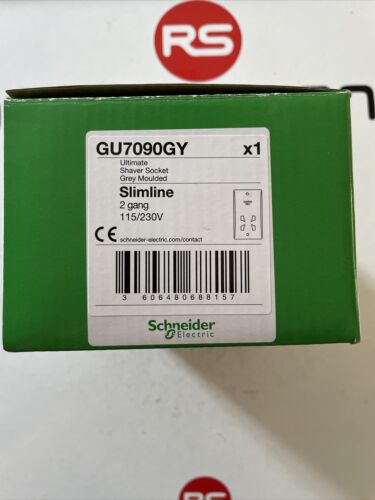 RS
GU7090GY x1
Ultimate
Shaver Socket
Grey Moulded
Slimline
2 gang
115/230V
CE schneider-electric.com/contact
3 606480 688157
Schneider
Electric
RS